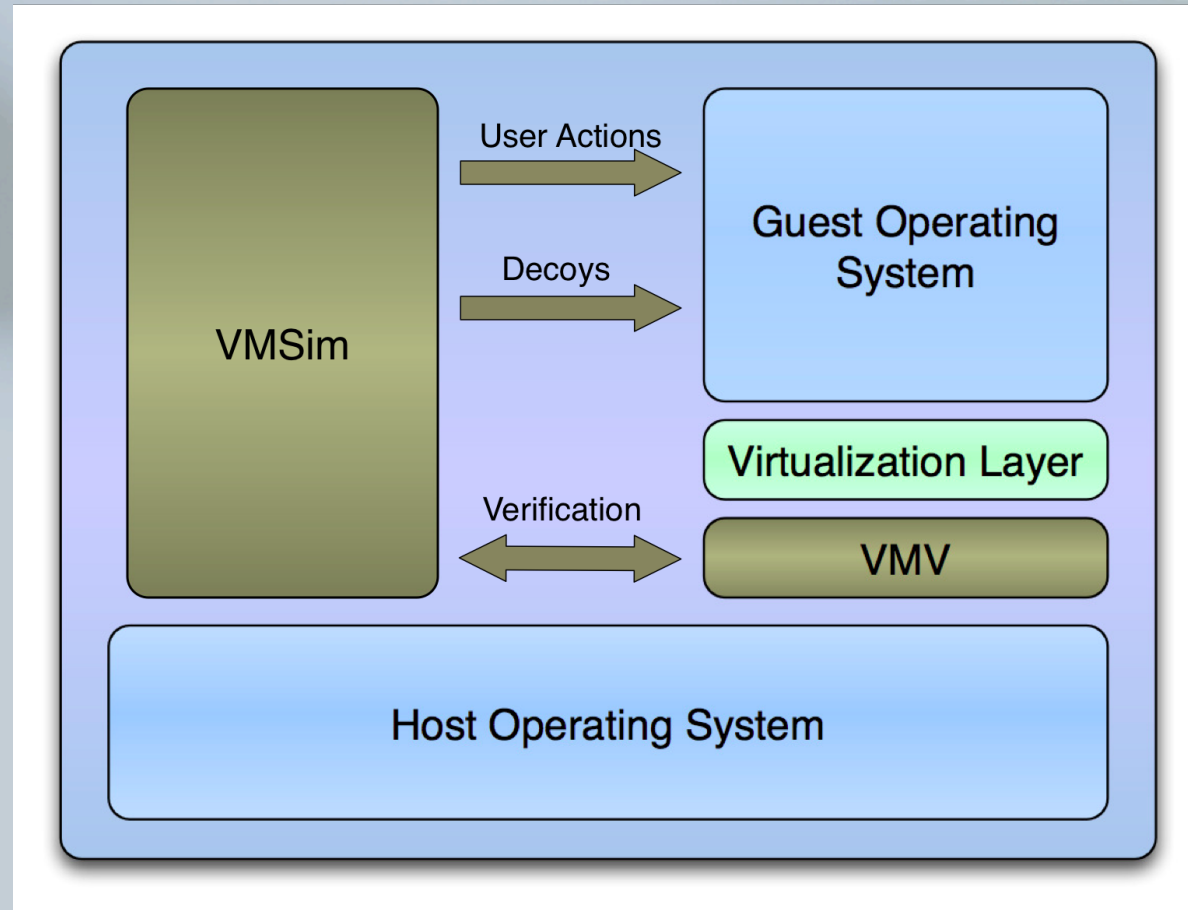 User Actions
Guest Operating
System
Decoys
VMSim
Virtualization Layer
Verification
VMV
Host Operating System